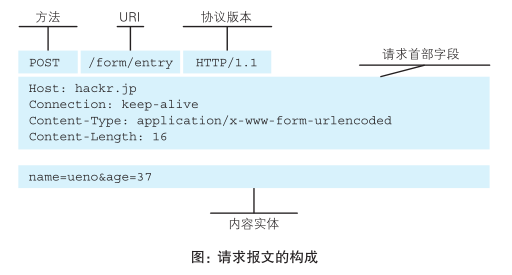 方法 URI 协议版本
请求首部字段
POST /form/entry HTTP/1.1
Host: hackr.jp
Connection: keep-alive
Content-Type: application/x-www-form-urlencoded
Content-Length: 16
name=ueno&age=37
内容实体
图：请求报文的构成